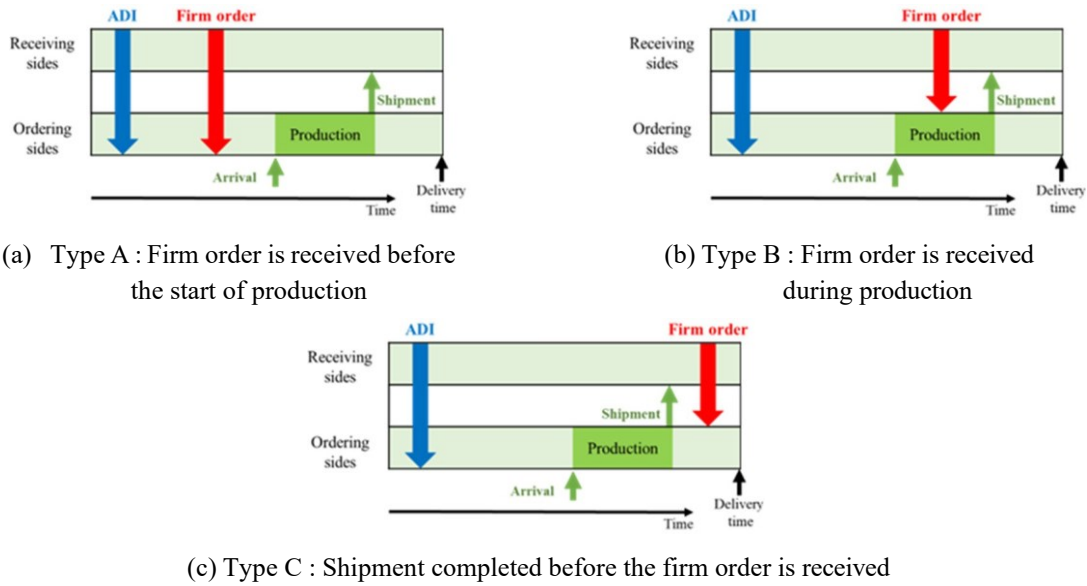 ADI Firm order
Receiving
sides
Shipment
Ordering
sides
Production
Arrival
Delivery
time
Time
(a) Type A : Firm order is received before
the start of production
ADI Firm order
Receiving
sides
Shipment
Ordering
sides
Production
Arrival
Delivery
time
Time
(b) Type B : Firm order is received
during production
ADI Firm order
Receiving
sides
Shipment
Ordering
sides
Production
Arrival
Delivery
time
Time
(c) Type C : Shipment completed before the firm order is received